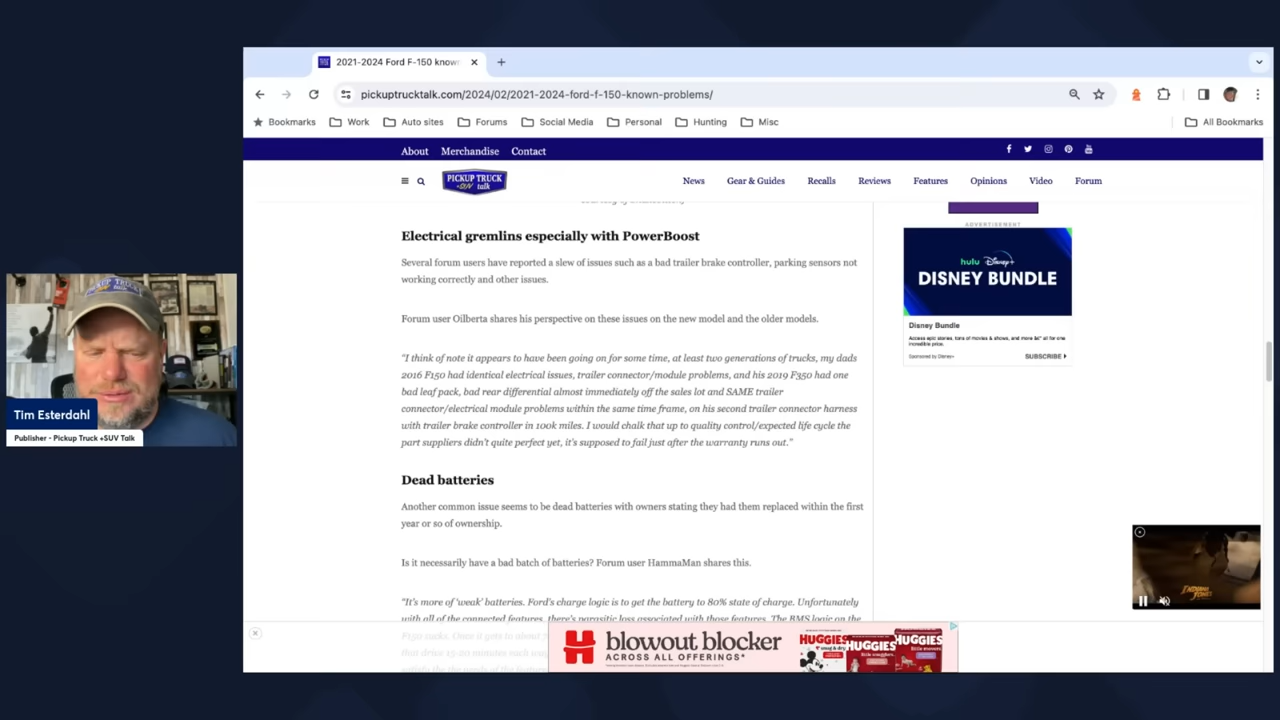 2021-2024 Ford F-150 know
pickuptrucktalk.com/2024/02/2021-2024-ford-f-150-known-problems/
Bookmarks Work Auto sites Forums Social Media Personal Hunting Misc All Bookmarks
About Merchandise Contact
PICKUP TRUCK +SUV talk News Gear & Guides Recalls Reviews Features Opinions Video Forum
ADVERTISEMENT
Electrical gremlins especially with PowerBoost
Several forum users have reported a slew of issues such as a bad trailer brake controller, parking sensors not
working correctly and other issues.
Forum user Oilberta shares his perspective on these issues on the new model and the older models.
"I think of note it appears to have been going on for some time, at least two generations of trucks, my dads
2016 F150 had identical electrical issues, trailer connector/module problems, and his 2019 F350 had one
bad leaf pack, bad rear differential almost immediately off the sales lot and SAME trailer
connector/electrical module problems within the same time frame, on his second trailer connector harness
with trailer brake controller in 100k miles. I would chalk that up to quality control/expected life cycle the
part suppliers didn't quite perfect yet, it's supposed to fail just after the warranty runs out."
Dead batteries
Another common issue seems to be dead batteries with owners stating they had them replaced within the first
year or so of ownership.
Is it necessarily have a bad batch of batteries? Forum user HammaMan shares this.
"It's more of 'weak' batteries. Ford's charge logic is to get the battery to 80% state of charge. Unfortunately
with all of the connected features, there's parasitic loss associated with those features. The BMS logic on the
hulu Disney+
DISNEY BUNDLE
Disney Bundle
Access epic stories, tons of movies & shows, and more â€" all for one
incredible price.
Sponsored by Disney+ SUBSCRIBE
INDIANA JONES
H blowout blocker
ACROSS ALL OFFERINGS*
HUGGIES HUGGIES HUGGIES
PICKUP TRUCK
Tim Esterdahl
Publisher - Pickup Truck +SUV Talk